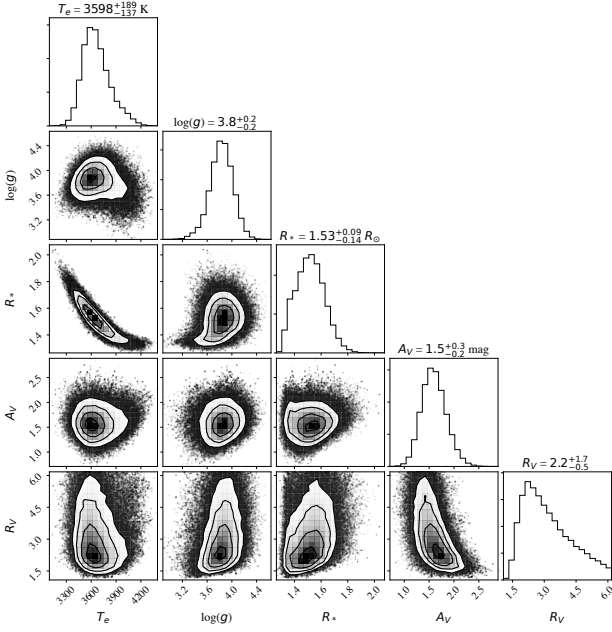 T_e = 3598^{+189}_{-137} K
log(g) = 3.8^{+0.2}_{-0.2}
log(g)
4.4
4.0
3.6
3.2
R_* = 1.53^{+0.09}_{-0.14} R_⊙
R_*
2.0
1.8
1.6
1.4
A_V = 1.5^{+0.3}_{-0.2} mag
A_V
2.5
2.0
1.5
1.0
R_V = 2.2^{+1.7}_{-0.5}
R_V
6.0
4.5
3.0
1.5
3300 3600 3900 4200
3.6 4.0 4.4
1.4 1.6 1.8 2.0
1.0 1.5 2.0 2.5
1.5 3.0 4.5 6.0
T_e log(g) R_* A_V R_V